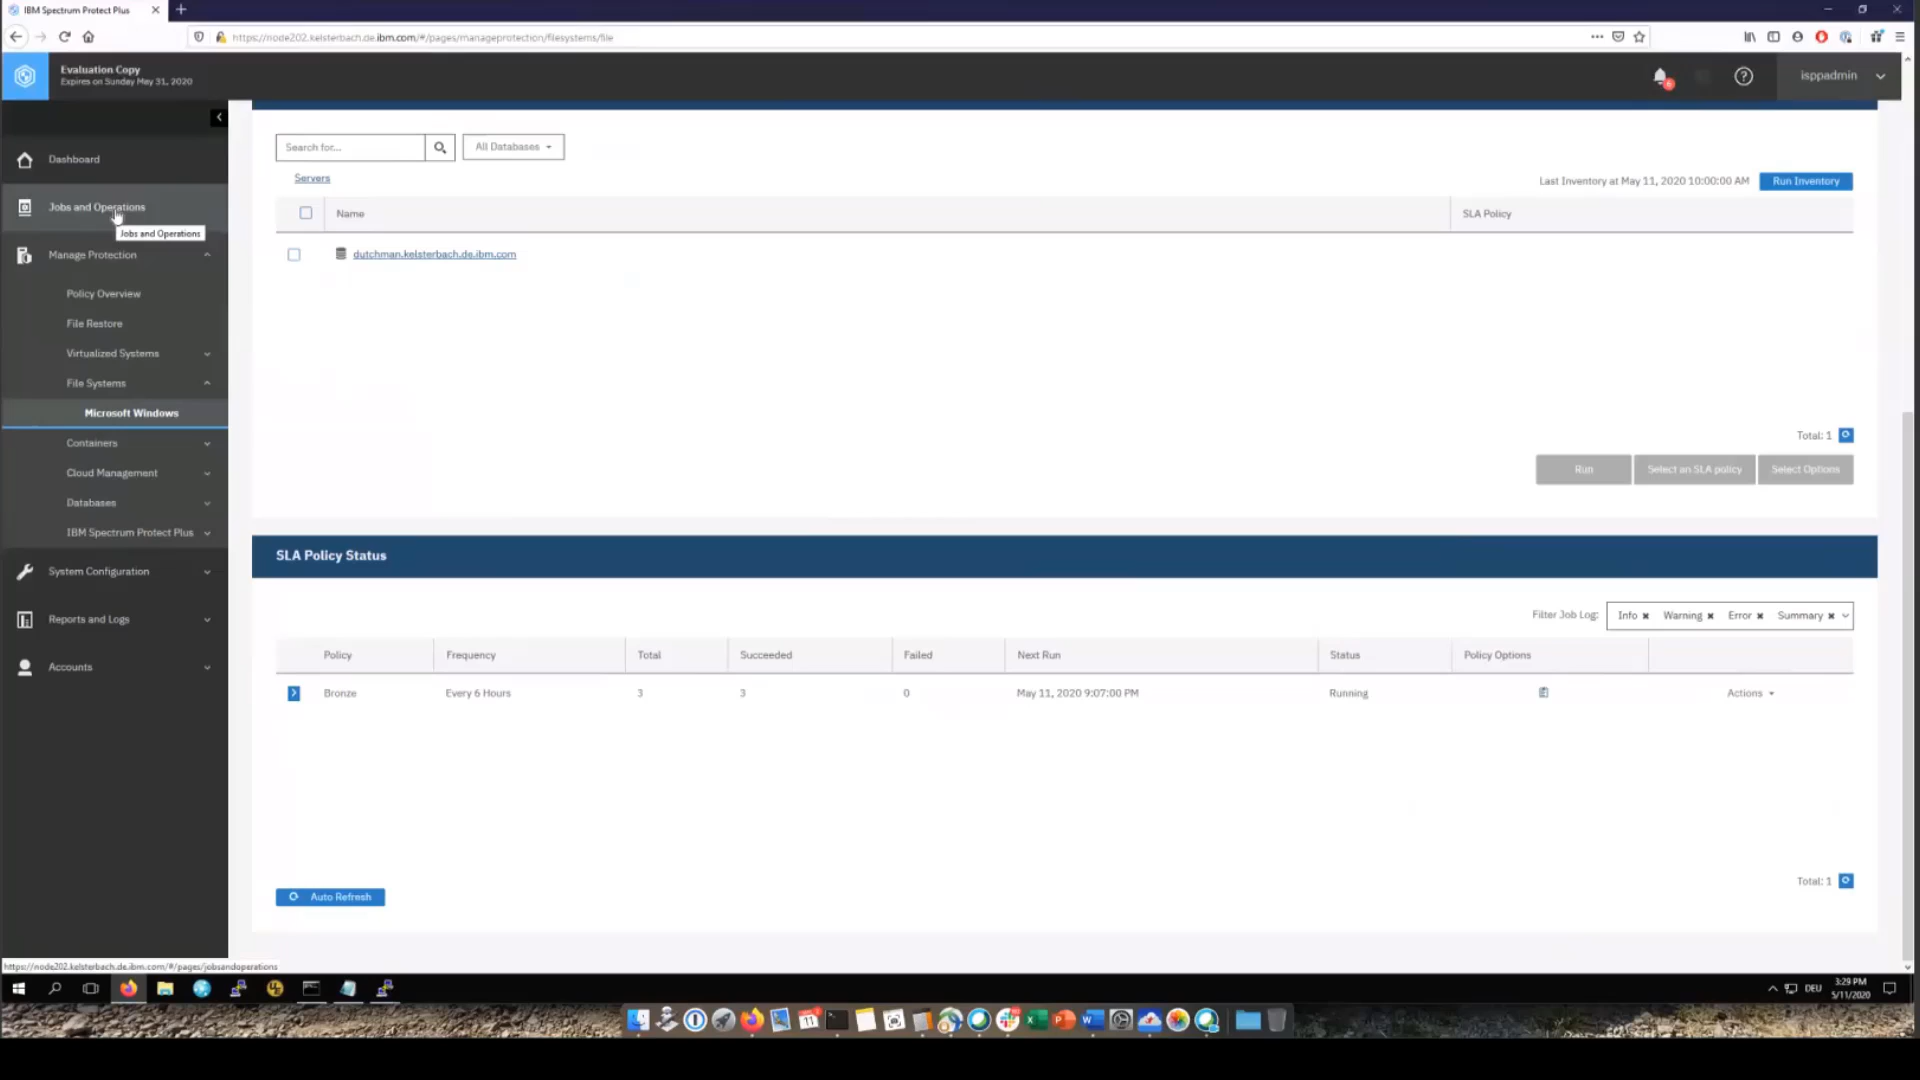 IBM Spectrum Protect Plus
https://node202.kelsterbach.de.ibm.com/#/pages/manageprotection/filesystems/file
Evaluation Copy
Expires on Sunday May 31, 2020
6
isppadmin
Dashboard
Jobs and Operations
Jobs and Operations
Manage Protection
Policy Overview
File Restore
Virtualized Systems
File Systems
Microsoft Windows
Containers
Cloud Management
Databases
IBM Spectrum Protect Plus
System Configuration
Reports and Logs
Accounts
Search for...
All Databases
Servers
Last Inventory at May 11, 2020 10:00:00 AM
Run Inventory
Name
SLA Policy
dutchman.kelsterbach.de.ibm.com
Total: 1
Run
Select an SLA policy
Select Options
SLA Policy Status
Filter Job Log:
Info
Warning
Error
Summary
Policy Frequency Total Succeeded Failed Next Run Status Policy Options
Bronze Every 6 Hours 3 3 0 May 11, 2020 9:07:00 PM Running Actions
Total: 1
Auto Refresh
https://node202.kelsterbach.de.ibm.com/#/pages/jobsandoperations
DEU
3:29 PM
5/11/2020